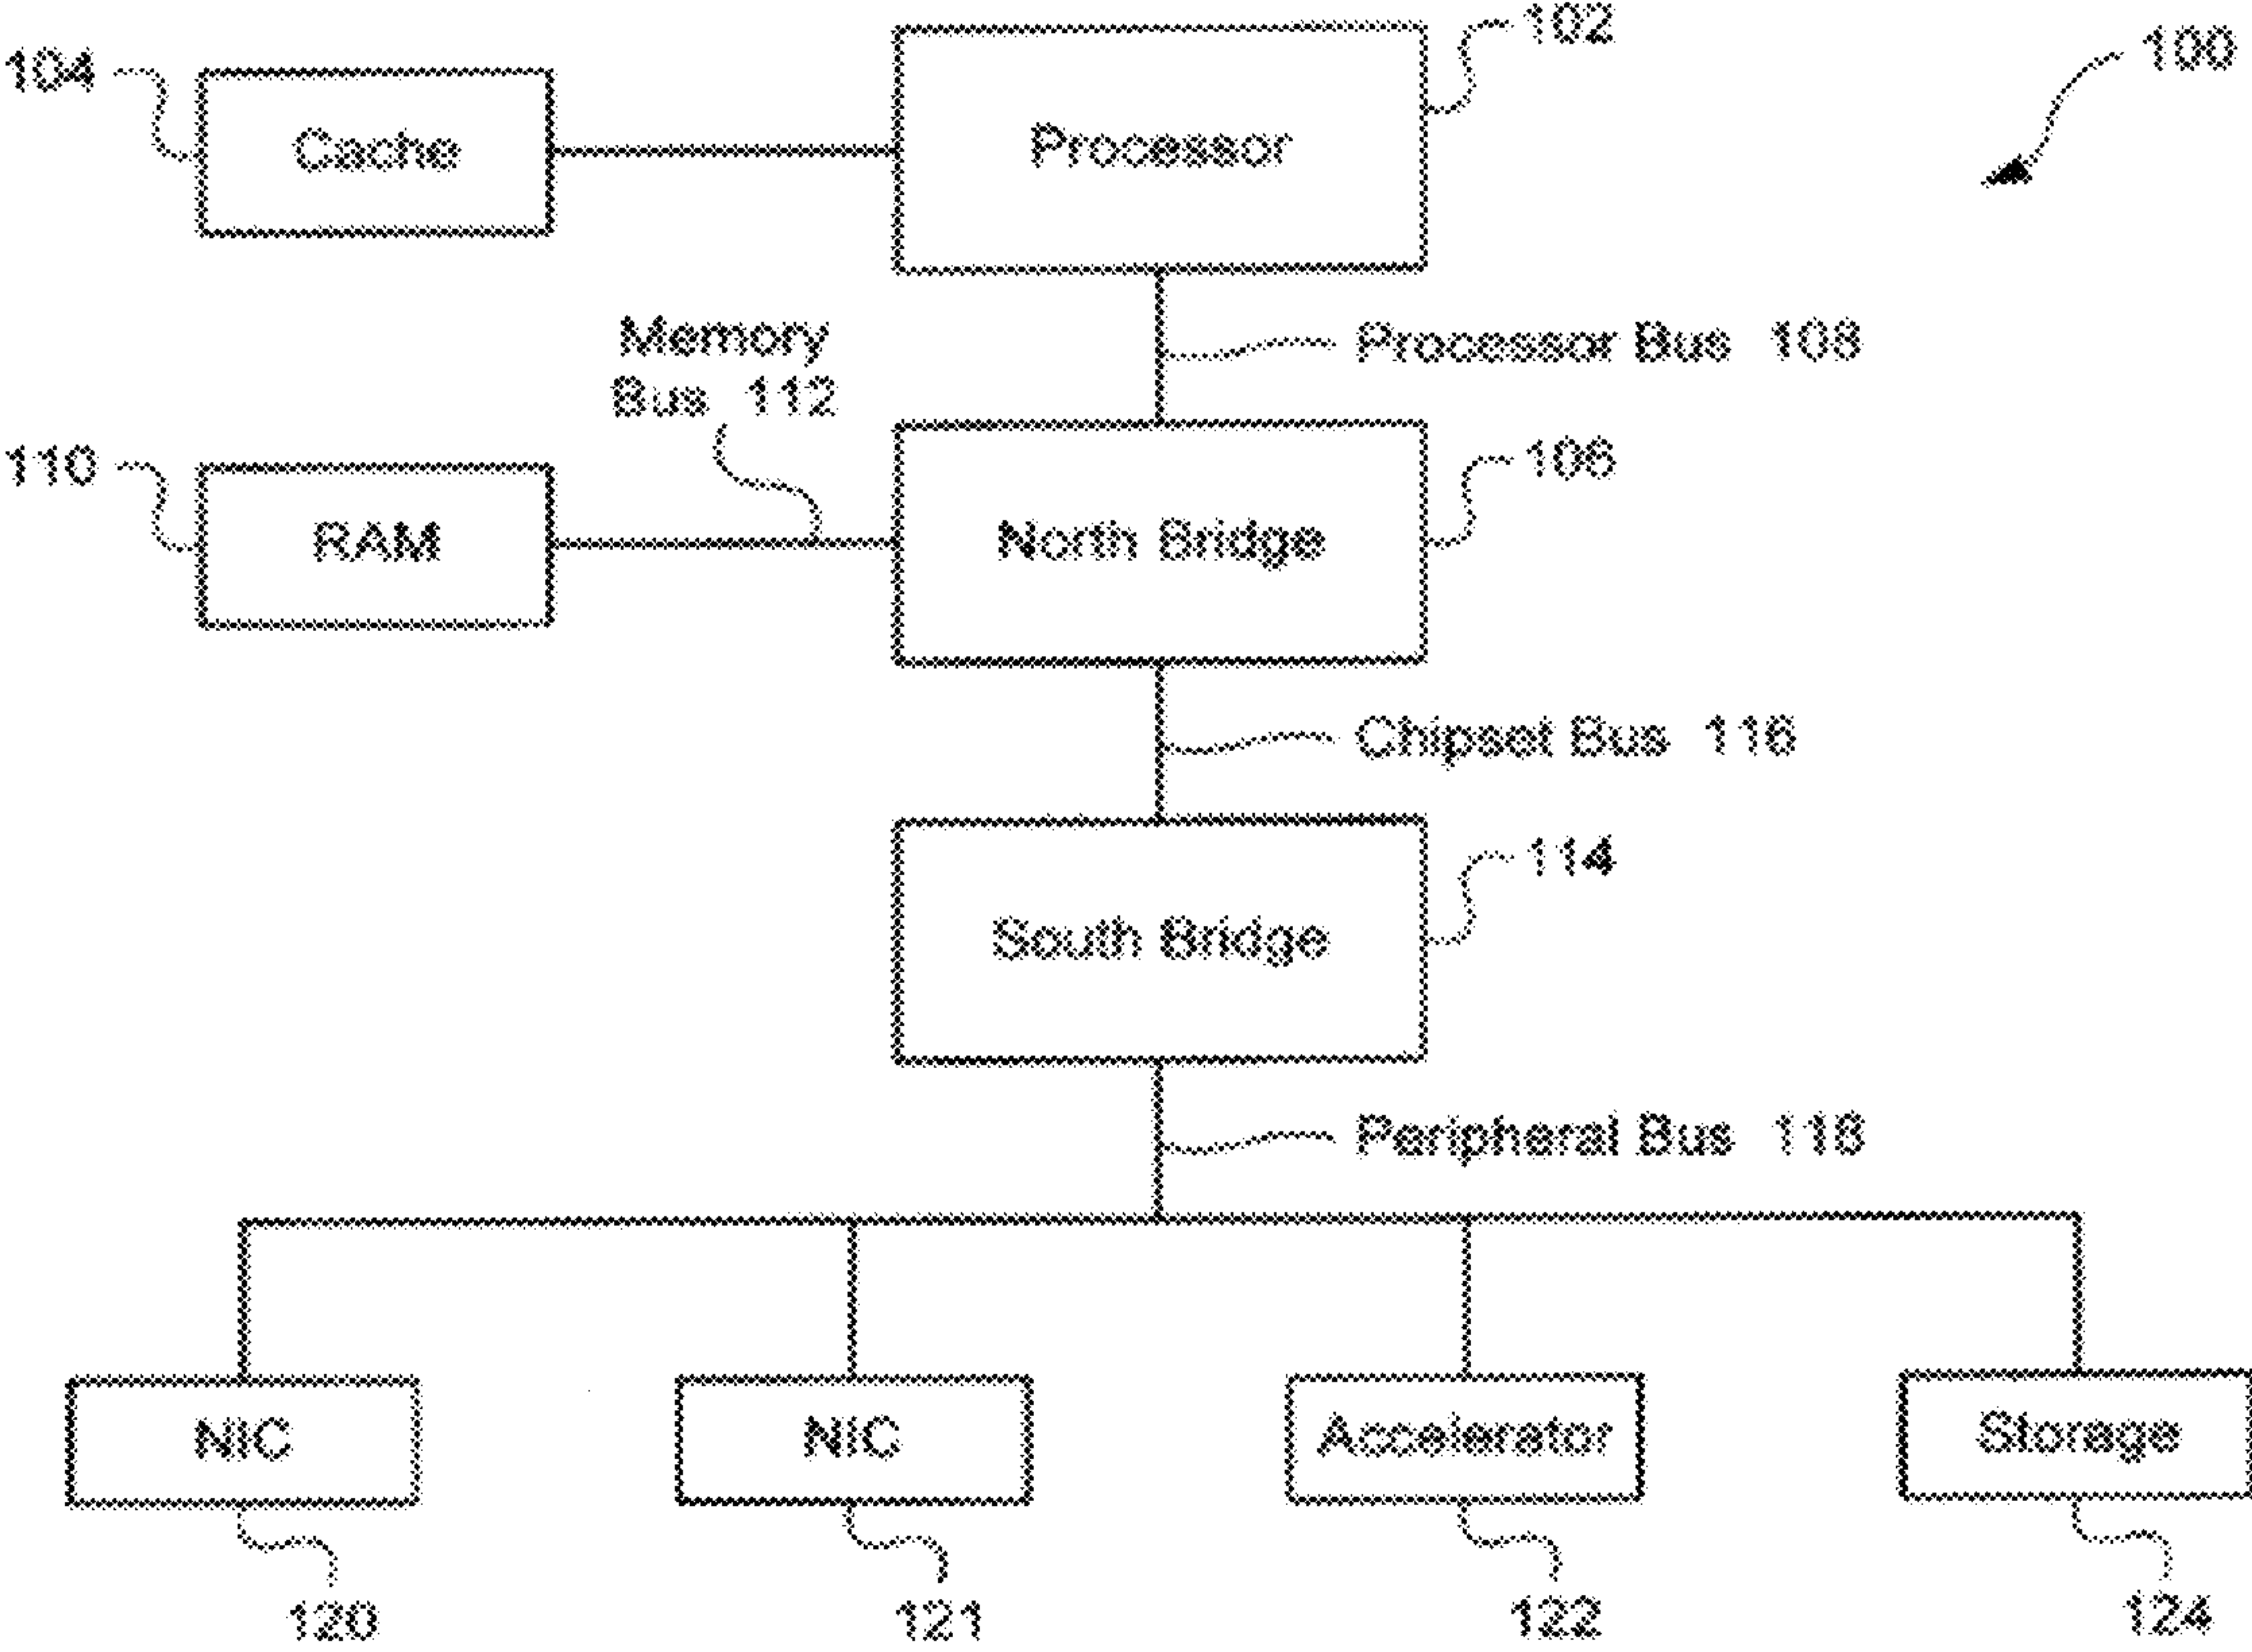 102
100
104
Cache
Processor
Memory
Bus 112
Processor Bus 108
110
106
RAM
North Bridge
Chipset Bus 116
114
South Bridge
Peripheral Bus 118
NIC
NIC
Accelerator
Storage
120
121
122
124